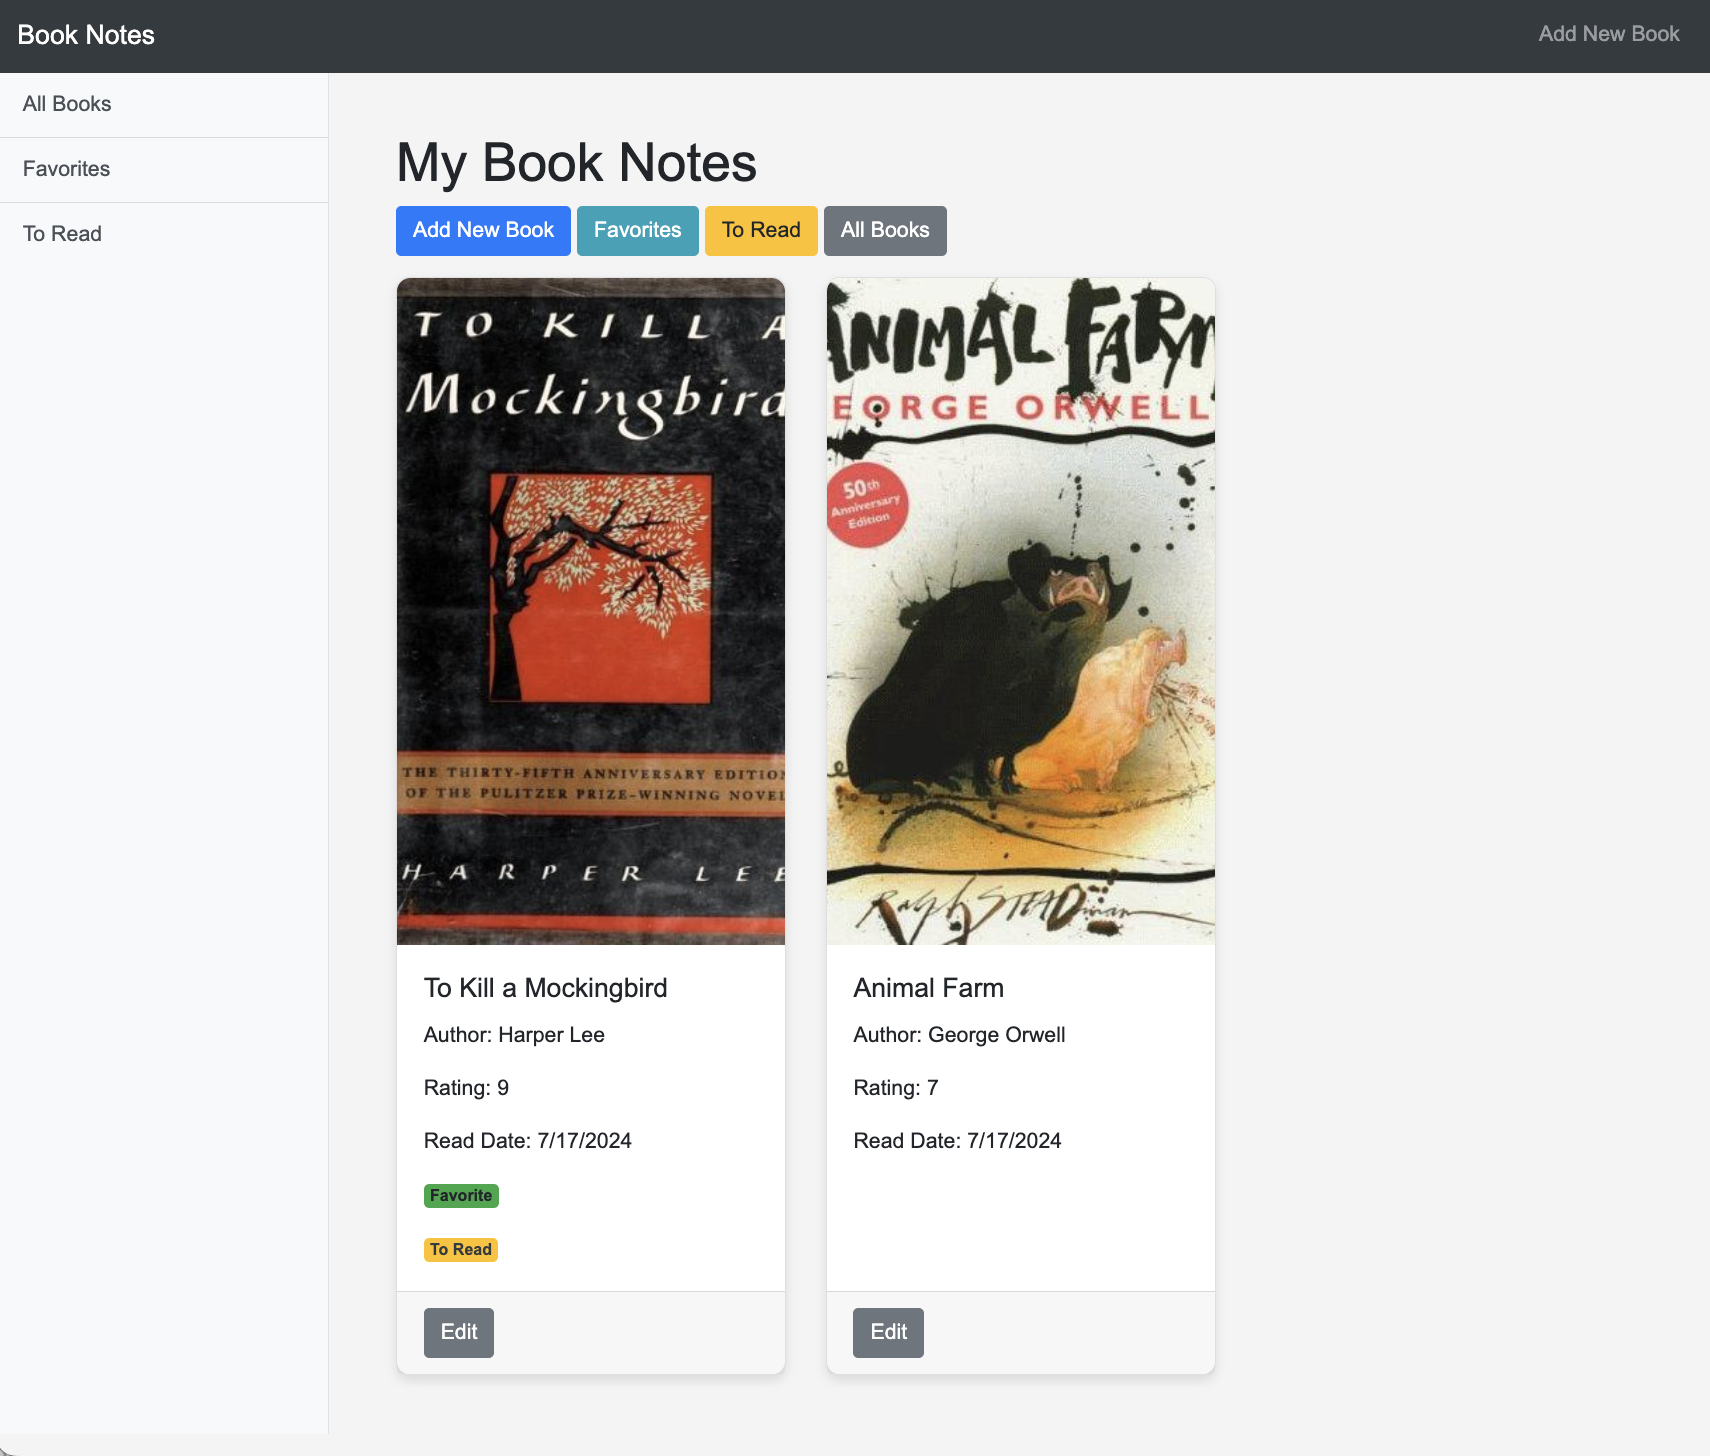 Book Notes
Add New Book
All Books
Favorites
To Read
My Book Notes
Add New Book Favorites To Read All Books
TO KILL A
Mockingbird
THE THIRTY-FIFTH ANNIVERSARY EDITION
OF THE PULITZER PRIZE-WINNING NOVEL
HARPER LEE
ANIMAL FARM
EORGE ORWELL
50th
Anniversary
Edition
Ralph STEADman
To Kill a Mockingbird
Author: Harper Lee
Rating: 9
Read Date: 7/17/2024
Favorite
To Read
Edit
Animal Farm
Author: George Orwell
Rating: 7
Read Date: 7/17/2024
Edit